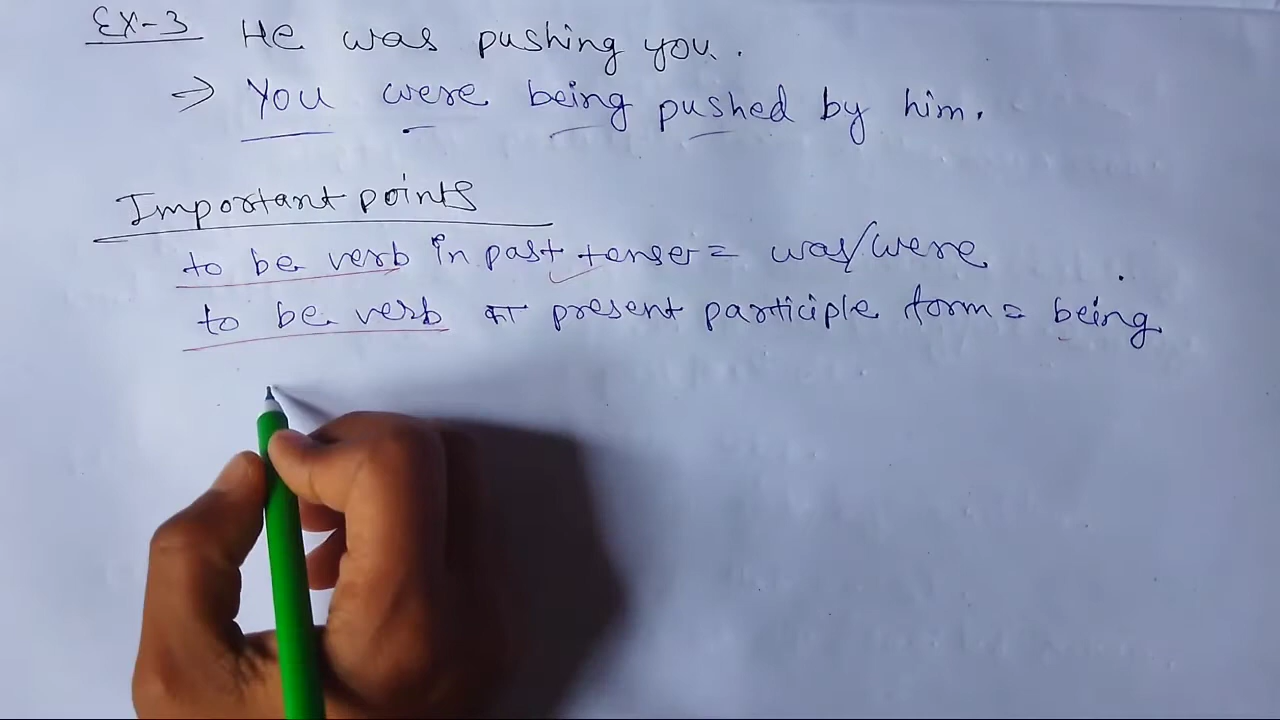 EX-3 He was pushing you.
⇒ You were being pushed by him.
Important points
to be verb in past tense = was/were
to be verb का present participle form = being